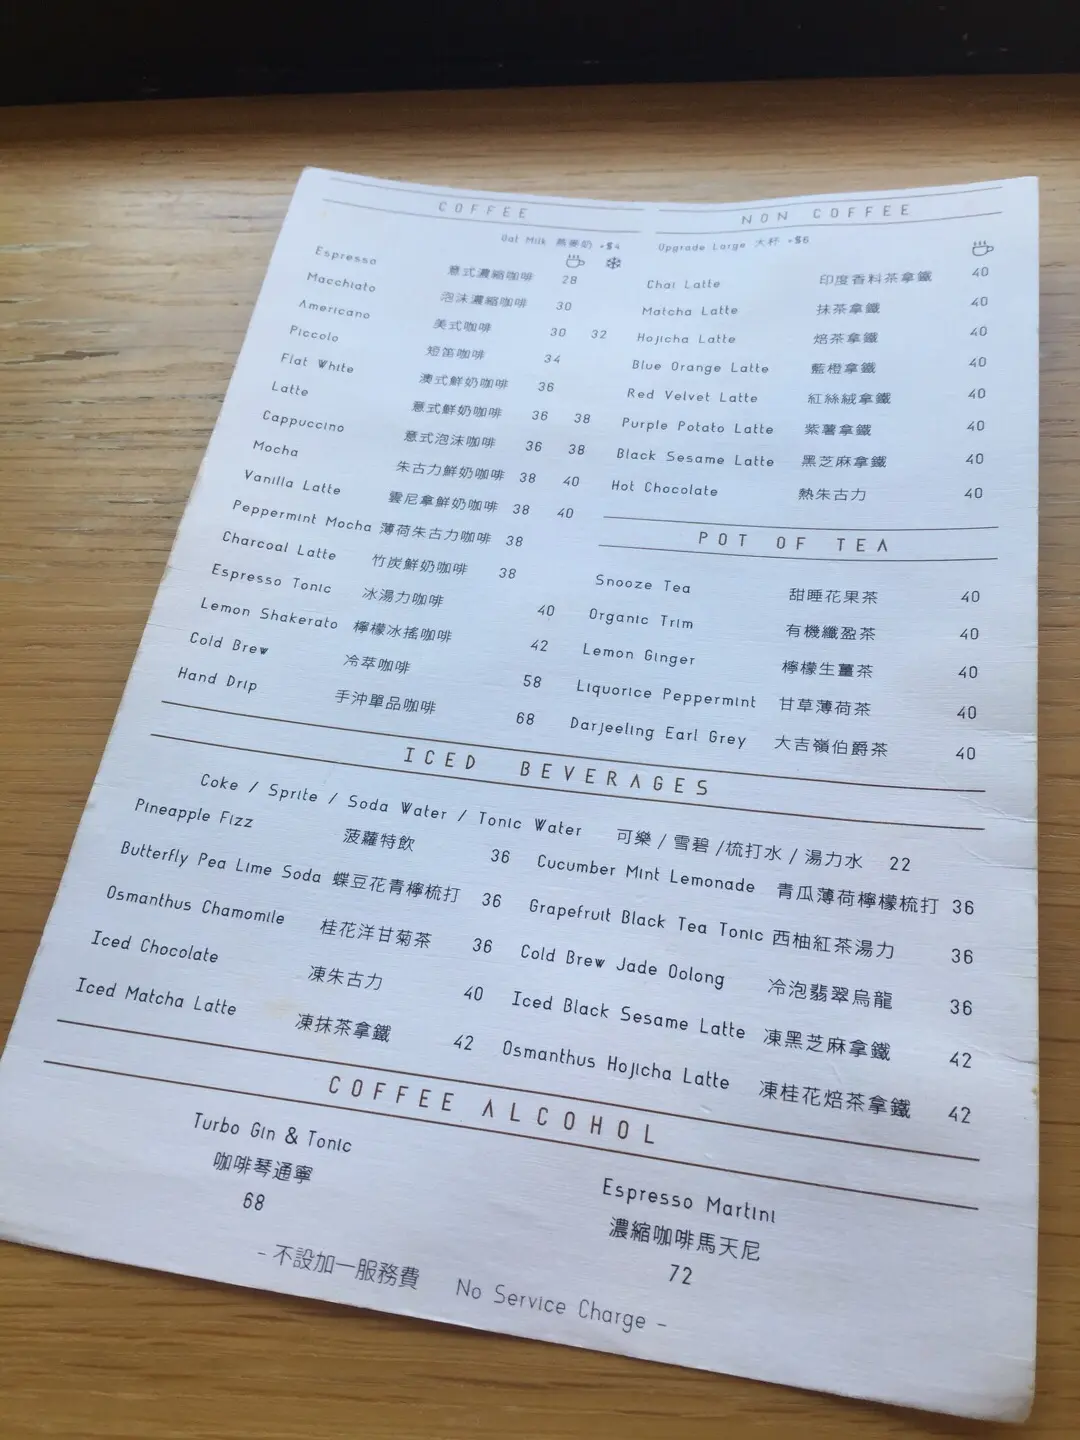 COFFEE
Oat Milk 燕麥奶 +$4
Espresso 意式濃縮咖啡 28
Macchiato 泡沫濃縮咖啡 30
Americano 美式咖啡 30 32
Piccolo 短笛咖啡 34
Flat White 澳式鮮奶咖啡 36
Latte 意式鮮奶咖啡 36 38
Cappuccino 意式泡沫咖啡 36 38
Mocha 朱古力鮮奶咖啡 38 40
Vanilla Latte 雲尼拿鮮奶咖啡 38 40
Peppermint Mocha 薄荷朱古力咖啡 38
Charcoal Latte 竹炭鮮奶咖啡 38
Espresso Tonic 冰湯力咖啡 40
Lemon Shakerato 檸檬冰搖咖啡 42
Cold Brew 冷萃咖啡 58
Hand Drip 手沖單品咖啡 68
NON COFFEE
Upgrade Large 大杯 +$6
Chai Latte 印度香料茶拿鐵 40
Matcha Latte 抹茶拿鐵 40
Hojicha Latte 焙茶拿鐵 40
Blue Orange Latte 藍橙拿鐵 40
Red Velvet Latte 紅絲絨拿鐵 40
Purple Potato Latte 紫薯拿鐵 40
Black Sesame Latte 黑芝麻拿鐵 40
Hot Chocolate 熱朱古力 40
POT OF TEA
Snooze Tea 甜睡花果茶 40
Organic Trim 有機纖盈茶 40
Lemon Ginger 檸檬生薑茶 40
Liquorice Peppermint 甘草薄荷茶 40
Darjeeling Earl Grey 大吉嶺伯爵茶 40
ICED BEVERAGES
Coke / Sprite / Soda Water / Tonic Water 可樂 / 雪碧 /梳打水 / 湯力水 22
Pineapple Fizz 菠蘿特飲 36
Butterfly Pea Lime Soda 蝶豆花青檸梳打 36
Osmanthus Chamomile 桂花洋甘菊茶 36
Iced Chocolate 凍朱古力 40
Iced Matcha Latte 凍抹茶拿鐵 42
Cucumber Mint Lemonade 青瓜薄荷檸檬梳打 36
Grapefruit Black Tea Tonic 西柚紅茶湯力 36
Cold Brew Jade Oolong 冷泡翡翠烏龍 36
Iced Black Sesame Latte 凍黑芝麻拿鐵 42
Osmanthus Hojicha Latte 凍桂花焙茶拿鐵 42
COFFEE ALCOHOL
Turbo Gin & Tonic
咖啡琴通寧
68
Espresso Martini
濃縮咖啡馬天尼
72
- 不設加一服務費 No Service Charge -